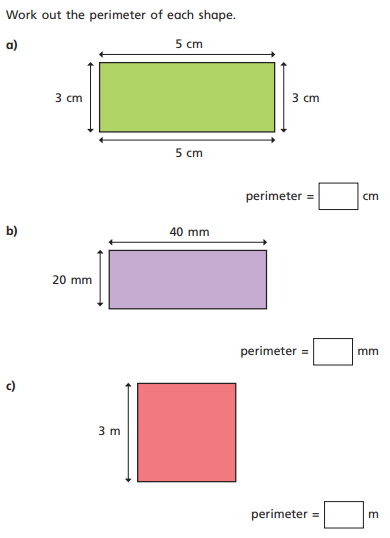 Work out the perimeter of each shape.
a)
5 cm
3 cm
3 cm
5 cm
perimeter = cm
b)
40 mm
20 mm
perimeter = mm
c)
3 m
perimeter = m